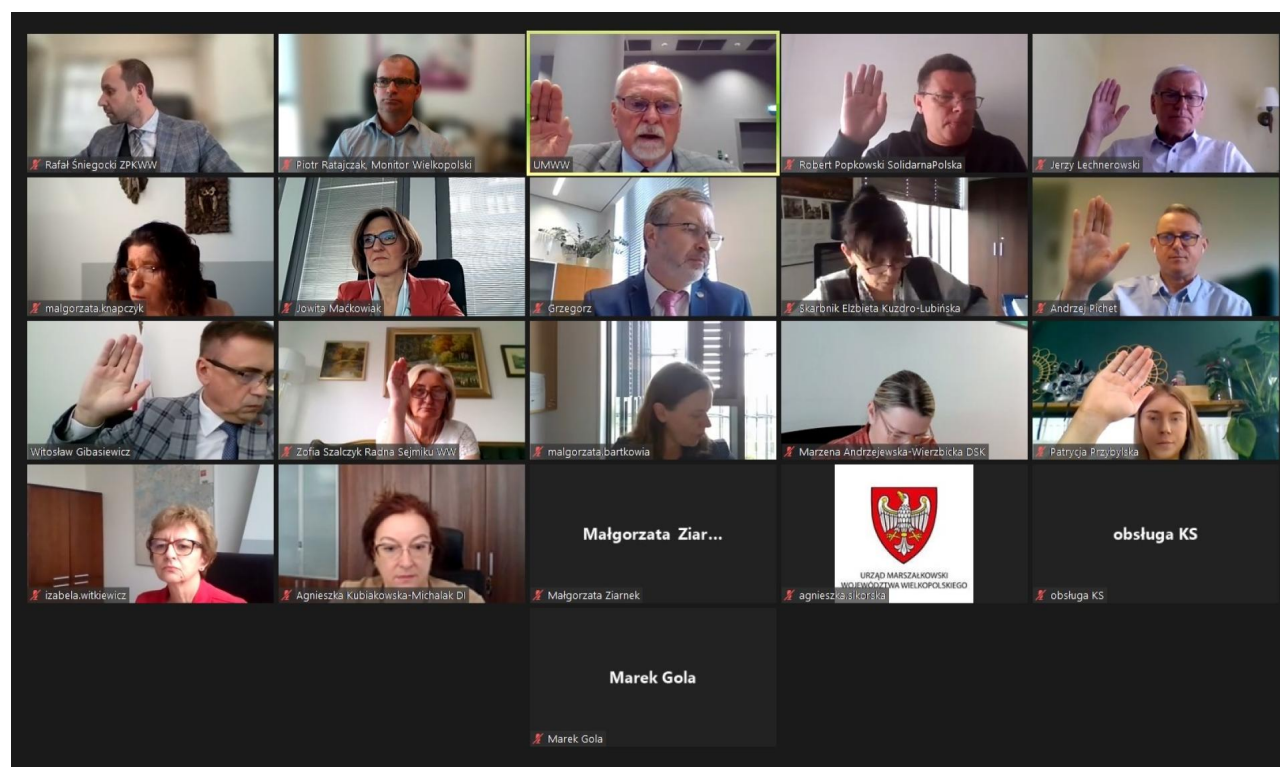 Rafał Śniegocki ZPKWW
Piotr Ratajczak, Monitor Wielkopolski
UMWW
Robert Popkowski SolidarnaPolska
Jerzy Lechnerowski
malgorzata.knapczyk
Jowita Maćkowiak
Grzegorz
Skarbnik Elżbieta Kuzdro-Lubińska
Andrzej Pichet
Witosław Gibasiewicz
Zofia Szalczyk Radna Sejmiku WW
malgorzata.bartkowia
Marzena Andrzejewska-Wierzbicka DSK
Patrycja Przybylska
izabela.witkiewicz
Agnieszka Kubiakowska-Michalak DI
Małgorzata Ziar...
Małgorzata Ziarnek
URZĄD MARSZAŁKOWSKI
WOJEWÓDZTWA WIELKOPOLSKIEGO
agnieszka.sikorska
obsługa KS
obsługa KS
Marek Gola
Marek Gola